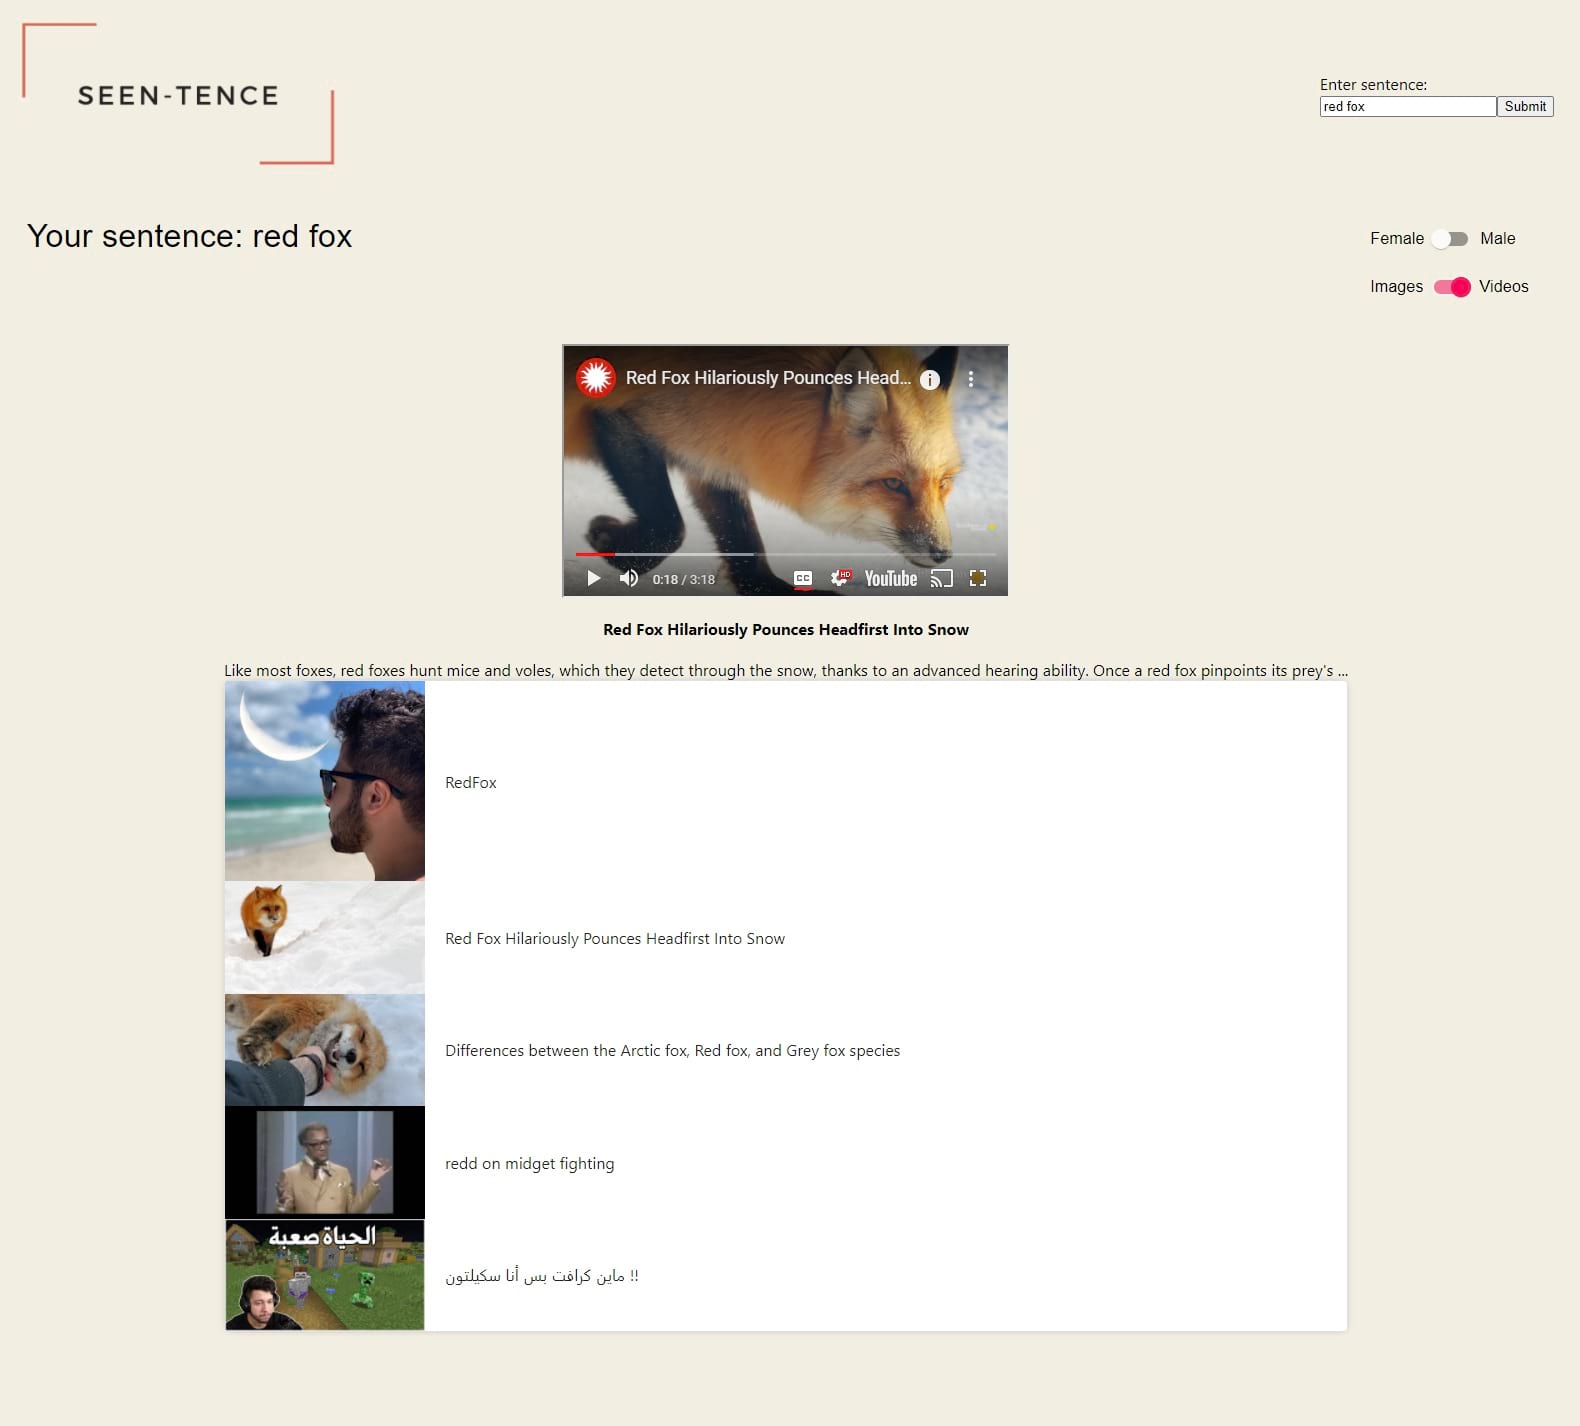 SEEN-TENCE
Enter sentence:
red fox
Submit
Your sentence: red fox
Female Male
Images Videos
Red Fox Hilariously Pounces Head...
0:18 / 3:18
CC
HD
YouTube
Red Fox Hilariously Pounces Headfirst Into Snow
Like most foxes, red foxes hunt mice and voles, which they detect through the snow, thanks to an advanced hearing ability. Once a red fox pinpoints its prey's ...
RedFox
Red Fox Hilariously Pounces Headfirst Into Snow
Differences between the Arctic fox, Red fox, and Grey fox species
redd on midget fighting
الحياة صعبة
ماين كرافت بس أنا سكيلتون !!